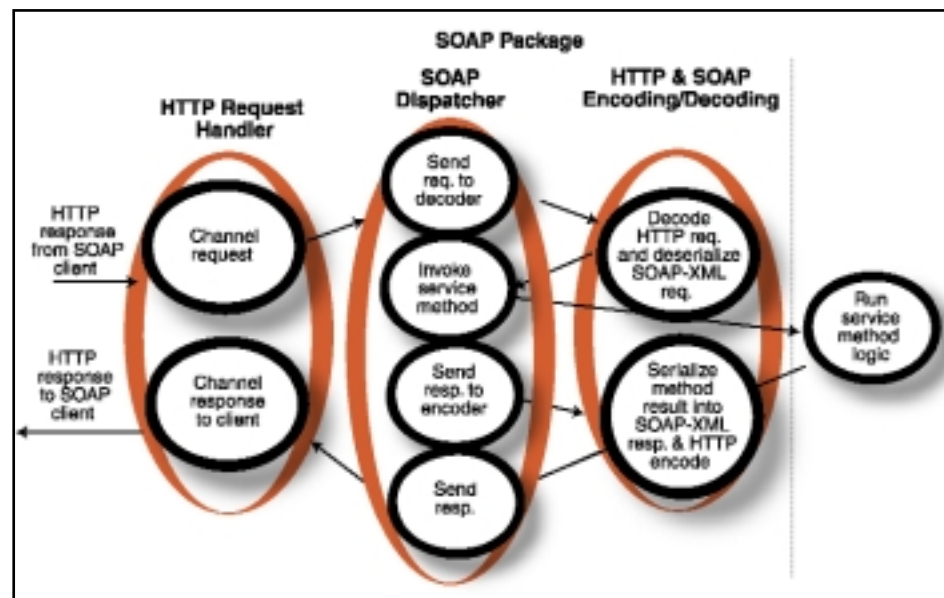 SOAP Package
HTTP Request
Handler
SOAP
Dispatcher
HTTP & SOAP
Encoding/Decoding
HTTP
response
from SOAP
client
Channel
request
Send
req. to
decoder
Decode
HTTP req.
and deserialize
SOAP-XML
req.
Invoke
service
method
Run
service
method
logic
HTTP
response
to SOAP
client
Channel
response
to client
Send
resp. to
encoder
Serialize
method
result into
SOAP-XML
resp. & HTTP
encode
Send
resp.